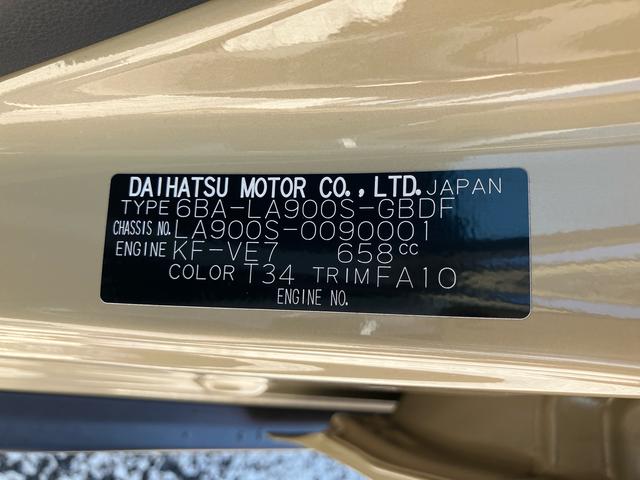 DAIHATSU MOTOR CO., LTD. JAPAN
TYPE 6BA-LA900S-GBDF
CHASSIS NO. LA900S-0090001
ENGINE KF-VE7 658CC
COLOR T34 TRIM FA10
ENGINE NO.